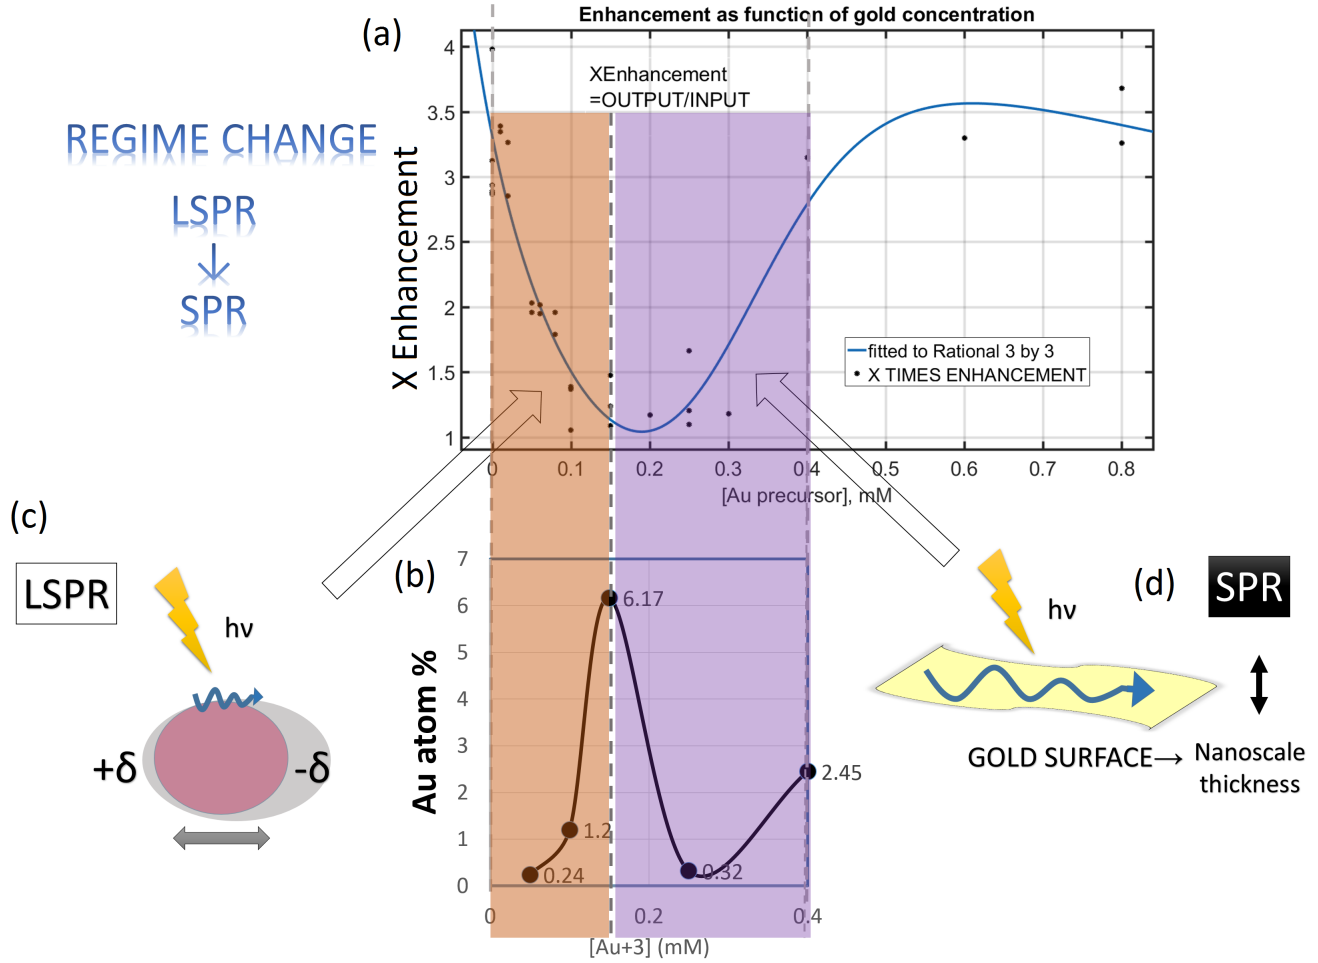 Enhancement as function of gold concentration
(a)
XEnhancement
=OUTPUT/INPUT
REGIME CHANGE
LSPR
↓
SPR
X Enhancement
4
3.5
3
2.5
2
1.5
1
fitted to Rational 3 by 3
X TIMES ENHANCEMENT
0 0.1 0.2 0.3 0.4 0.5 0.6 0.7 0.8
[Au precursor], mM
(c)
LSPR
hν
+δ
-δ
(b)
Au atom %
7
6
5
4
3
2
1
0
6.17
1.2
0.24
0.32
2.45
0 0.2 0.4
[Au+3] (mM)
(d)
SPR
hν
GOLD SURFACE→ Nanoscale
thickness